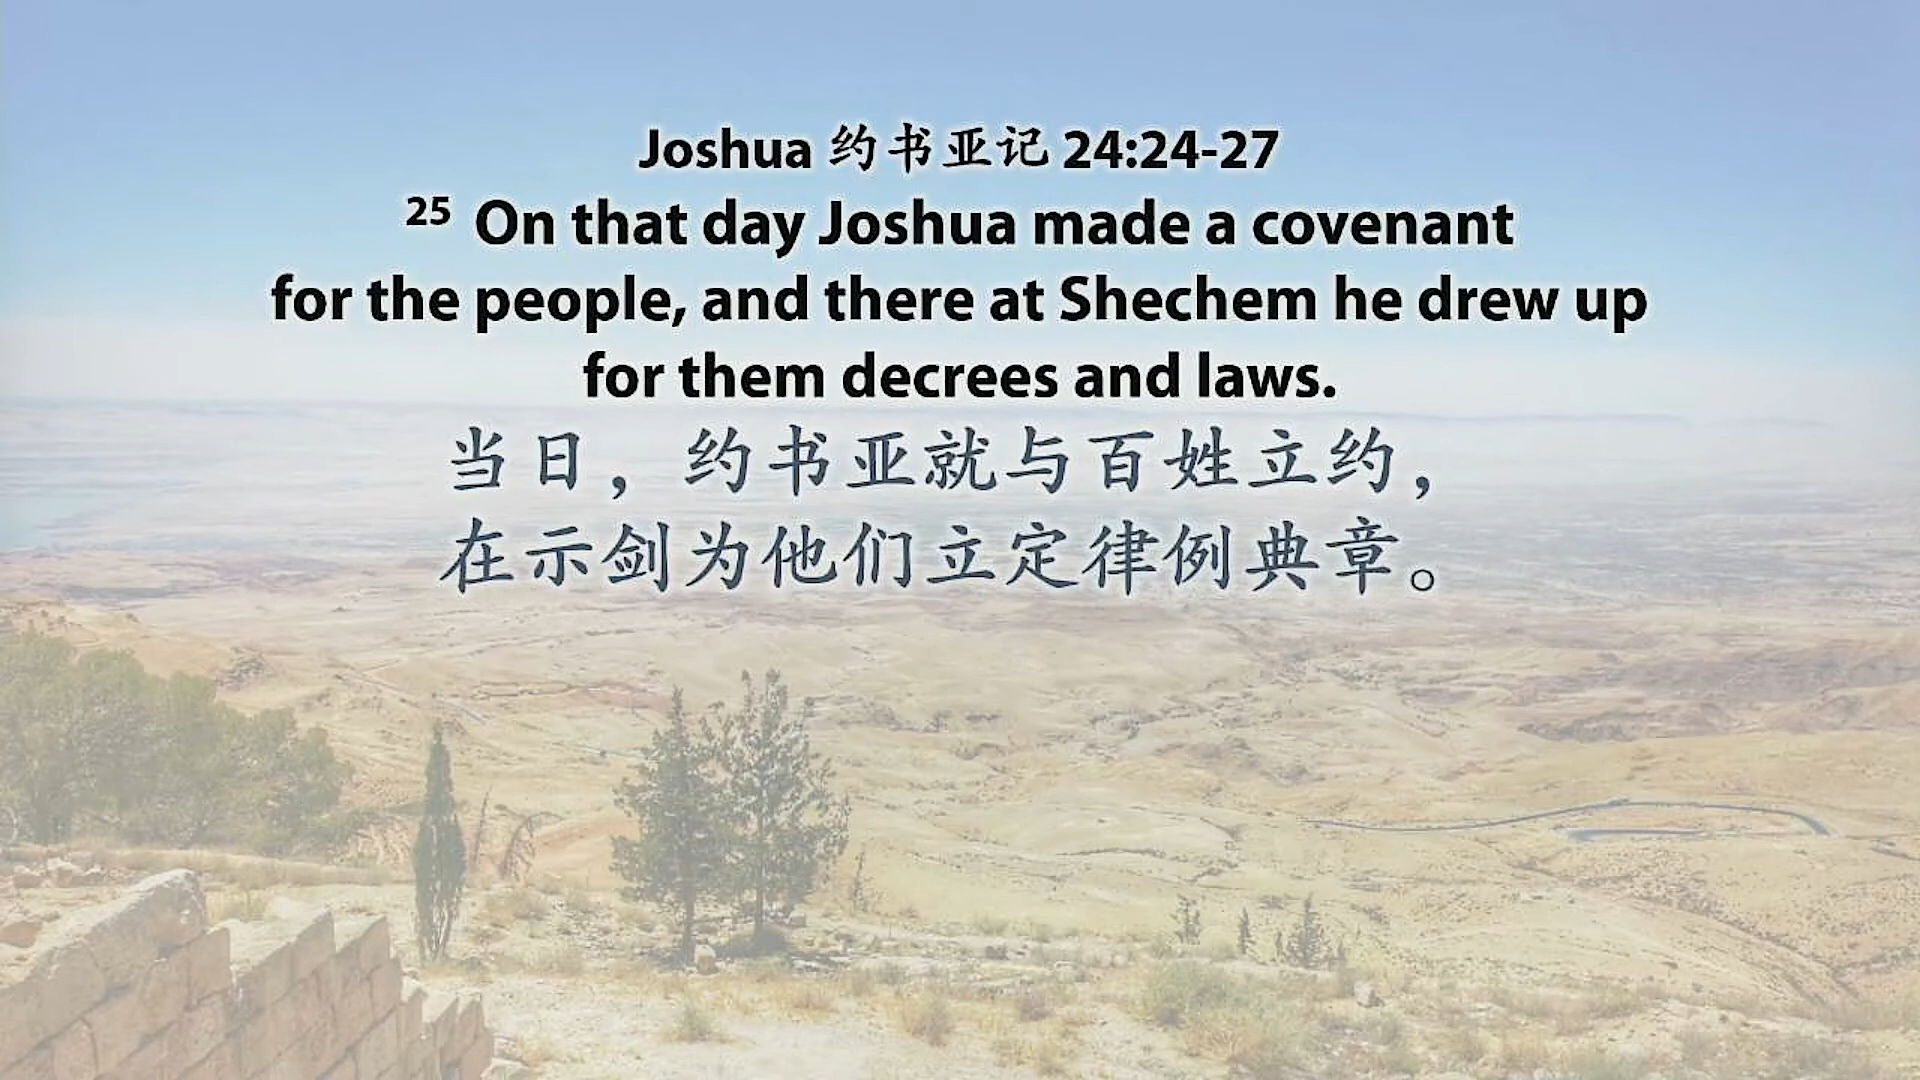 Joshua 约书亚记 24:24-27
25 On that day Joshua made a covenant
for the people, and there at Shechem he drew up
for them decrees and laws.
当日，约书亚就与百姓立约，
在示剑为他们立定律例典章。